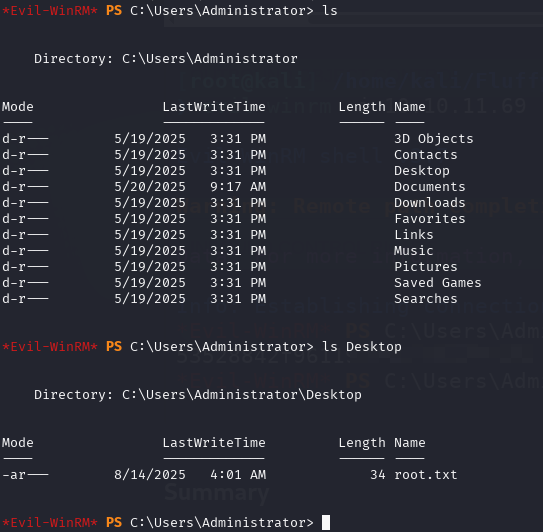 *Evil-WinRM* PS C:\Users\Administrator> ls
Directory: C:\Users\Administrator
Mode LastWriteTime Length Name
---- ------------- ------ ----
d-r--- 5/19/2025 3:31 PM 3D Objects
d-r--- 5/19/2025 3:31 PM Contacts
d-r--- 5/19/2025 3:31 PM Desktop
d-r--- 5/20/2025 9:17 AM Documents
d-r--- 5/19/2025 3:31 PM Downloads
d-r--- 5/19/2025 3:31 PM Favorites
d-r--- 5/19/2025 3:31 PM Links
d-r--- 5/19/2025 3:31 PM Music
d-r--- 5/19/2025 3:31 PM Pictures
d-r--- 5/19/2025 3:31 PM Saved Games
d-r--- 5/19/2025 3:31 PM Searches
*Evil-WinRM* PS C:\Users\Administrator> ls Desktop
Directory: C:\Users\Administrator\Desktop
Mode LastWriteTime Length Name
---- ------------- ------ ----
-ar--- 8/14/2025 4:01 AM 34 root.txt
Summary
*Evil-WinRM* PS C:\Users\Administrator>